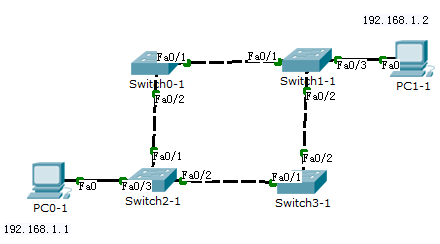 192.168.1.2
Fa0/1
Fa0/1
Switch0-1
Fa0/2
Switch1-1
Fa0/3
Fa0
PC1-1
Fa0/2
Fa0/1
Fa0/2
Fa0
Fa0/3
Fa0/2
Fa0/1
PC0-1
Switch2-1
Switch3-1
192.168.1.1